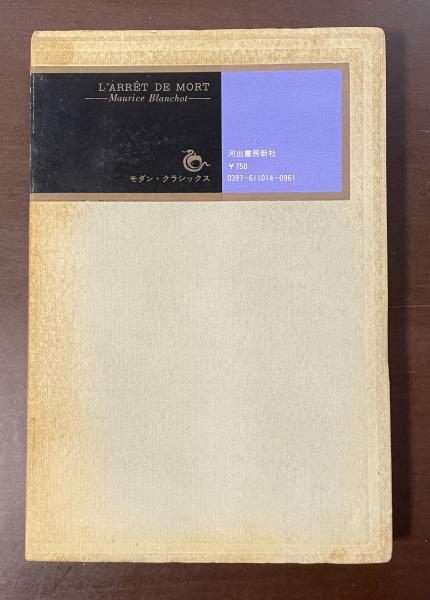 L'ARRÊT DE MORT
Maurice Blanchot
モダン・クラシックス
河出書房新社
￥750
0397-611014-0961